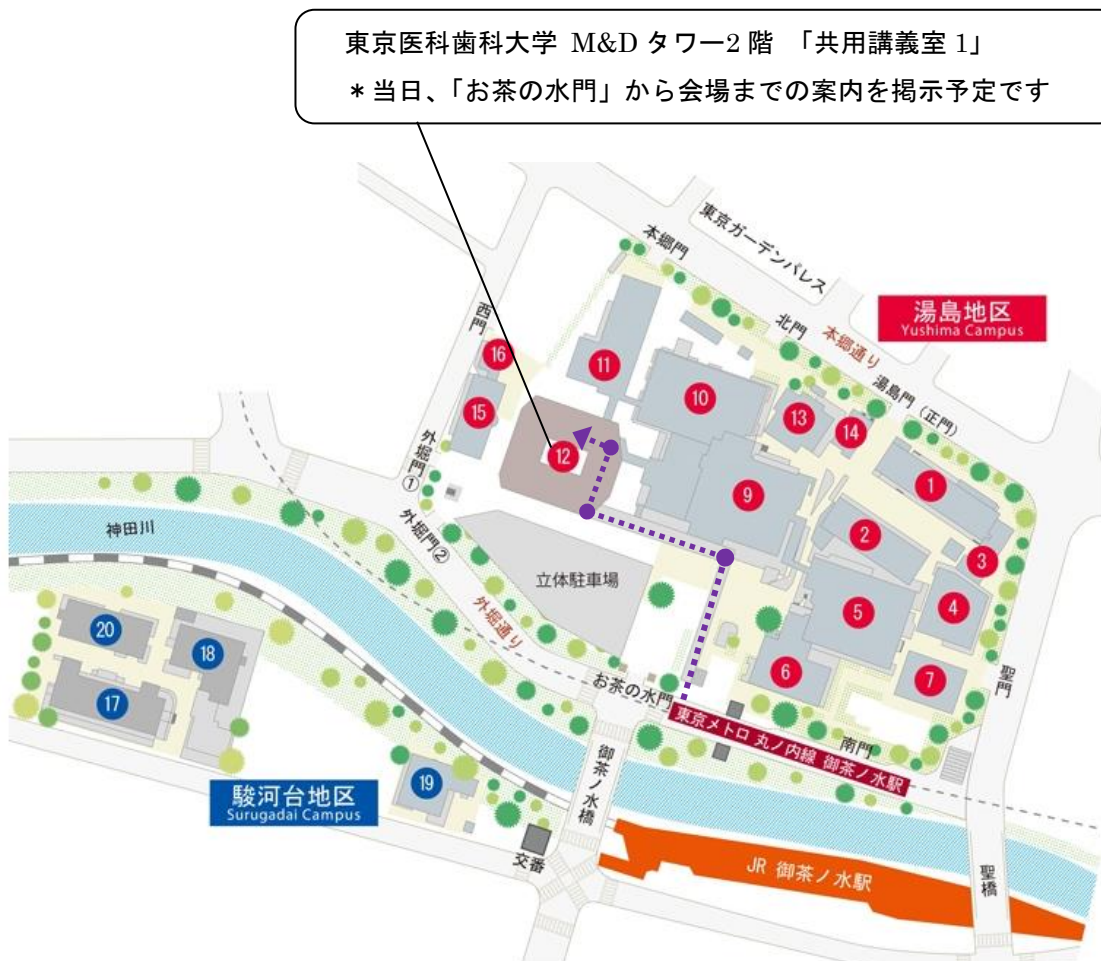 東京医科歯科大学 M&Dタワー2階 「共用講義室1」
＊当日、「お茶の水門」から会場までの案内を掲示予定です
東京ガーデンパレス
本郷門
湯島地区
Yushima Campus
北門
本郷通り
西門
湯島門（正門）
16
11
10
15
13
14
12
外堀門①
1
9
2
3
外堀門②
神田川
立体駐車場
5
4
外堀通り
20
18
6
7
聖門
お茶の水門
17
東京メトロ 丸ノ内線 御茶ノ水駅
南門
御茶ノ水橋
19
駿河台地区
Surugadai Campus
交番
JR 御茶ノ水駅
聖橋